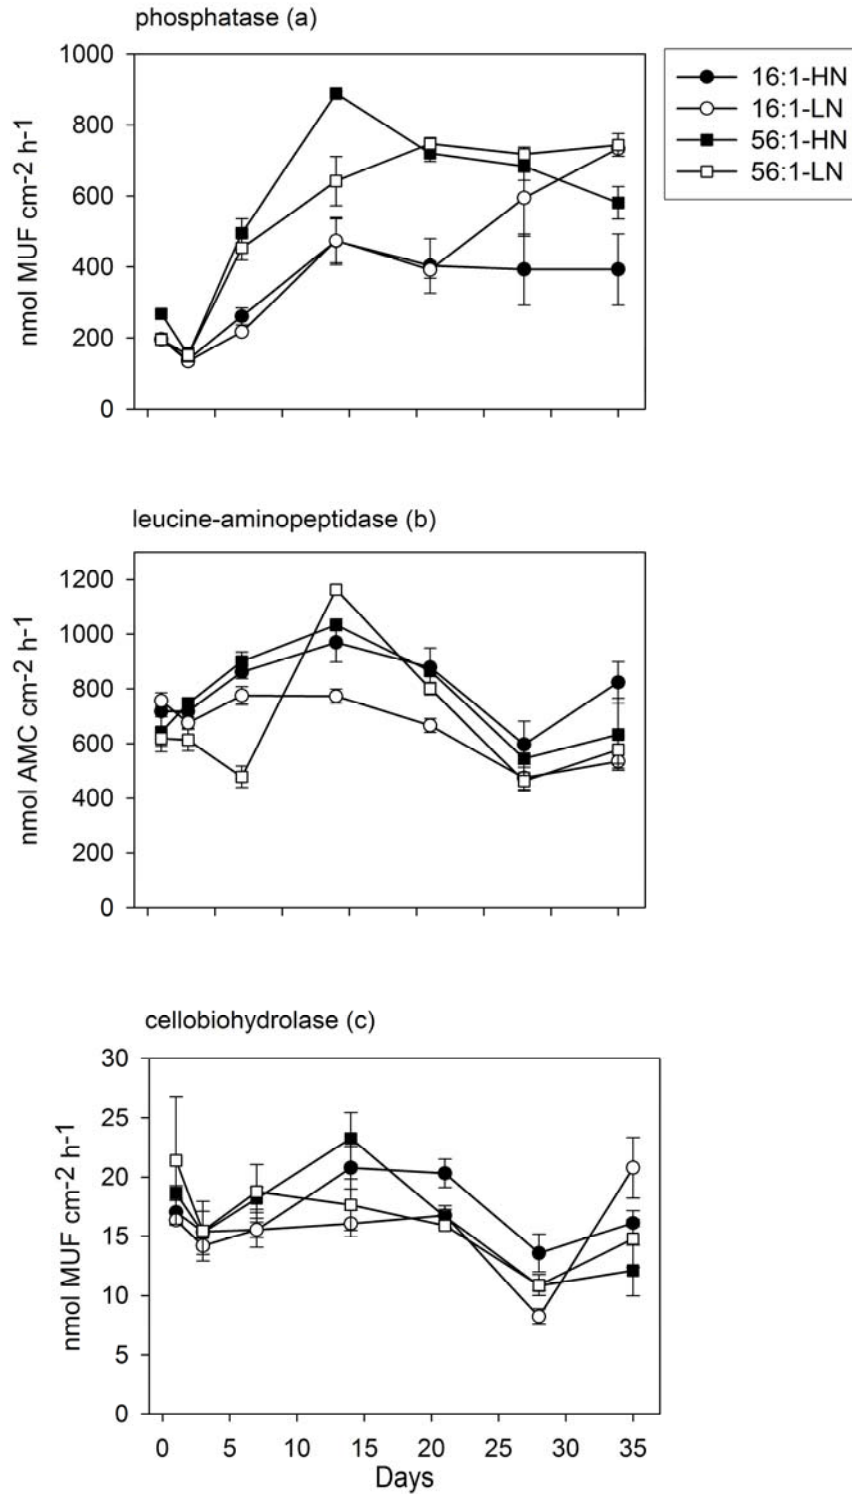 phosphatase (a)
1000
800
600
400
200
0
nmol MUF cm-2 h-1
16:1-HN
16:1-LN
56:1-HN
56:1-LN
leucine-aminopeptidase (b)
1200
1000
800
600
400
200
0
nmol AMC cm-2 h-1
cellobiohydrolase (c)
30
25
20
15
10
5
0
nmol MUF cm-2 h-1
0 5 10 15 20 25 30 35
Days